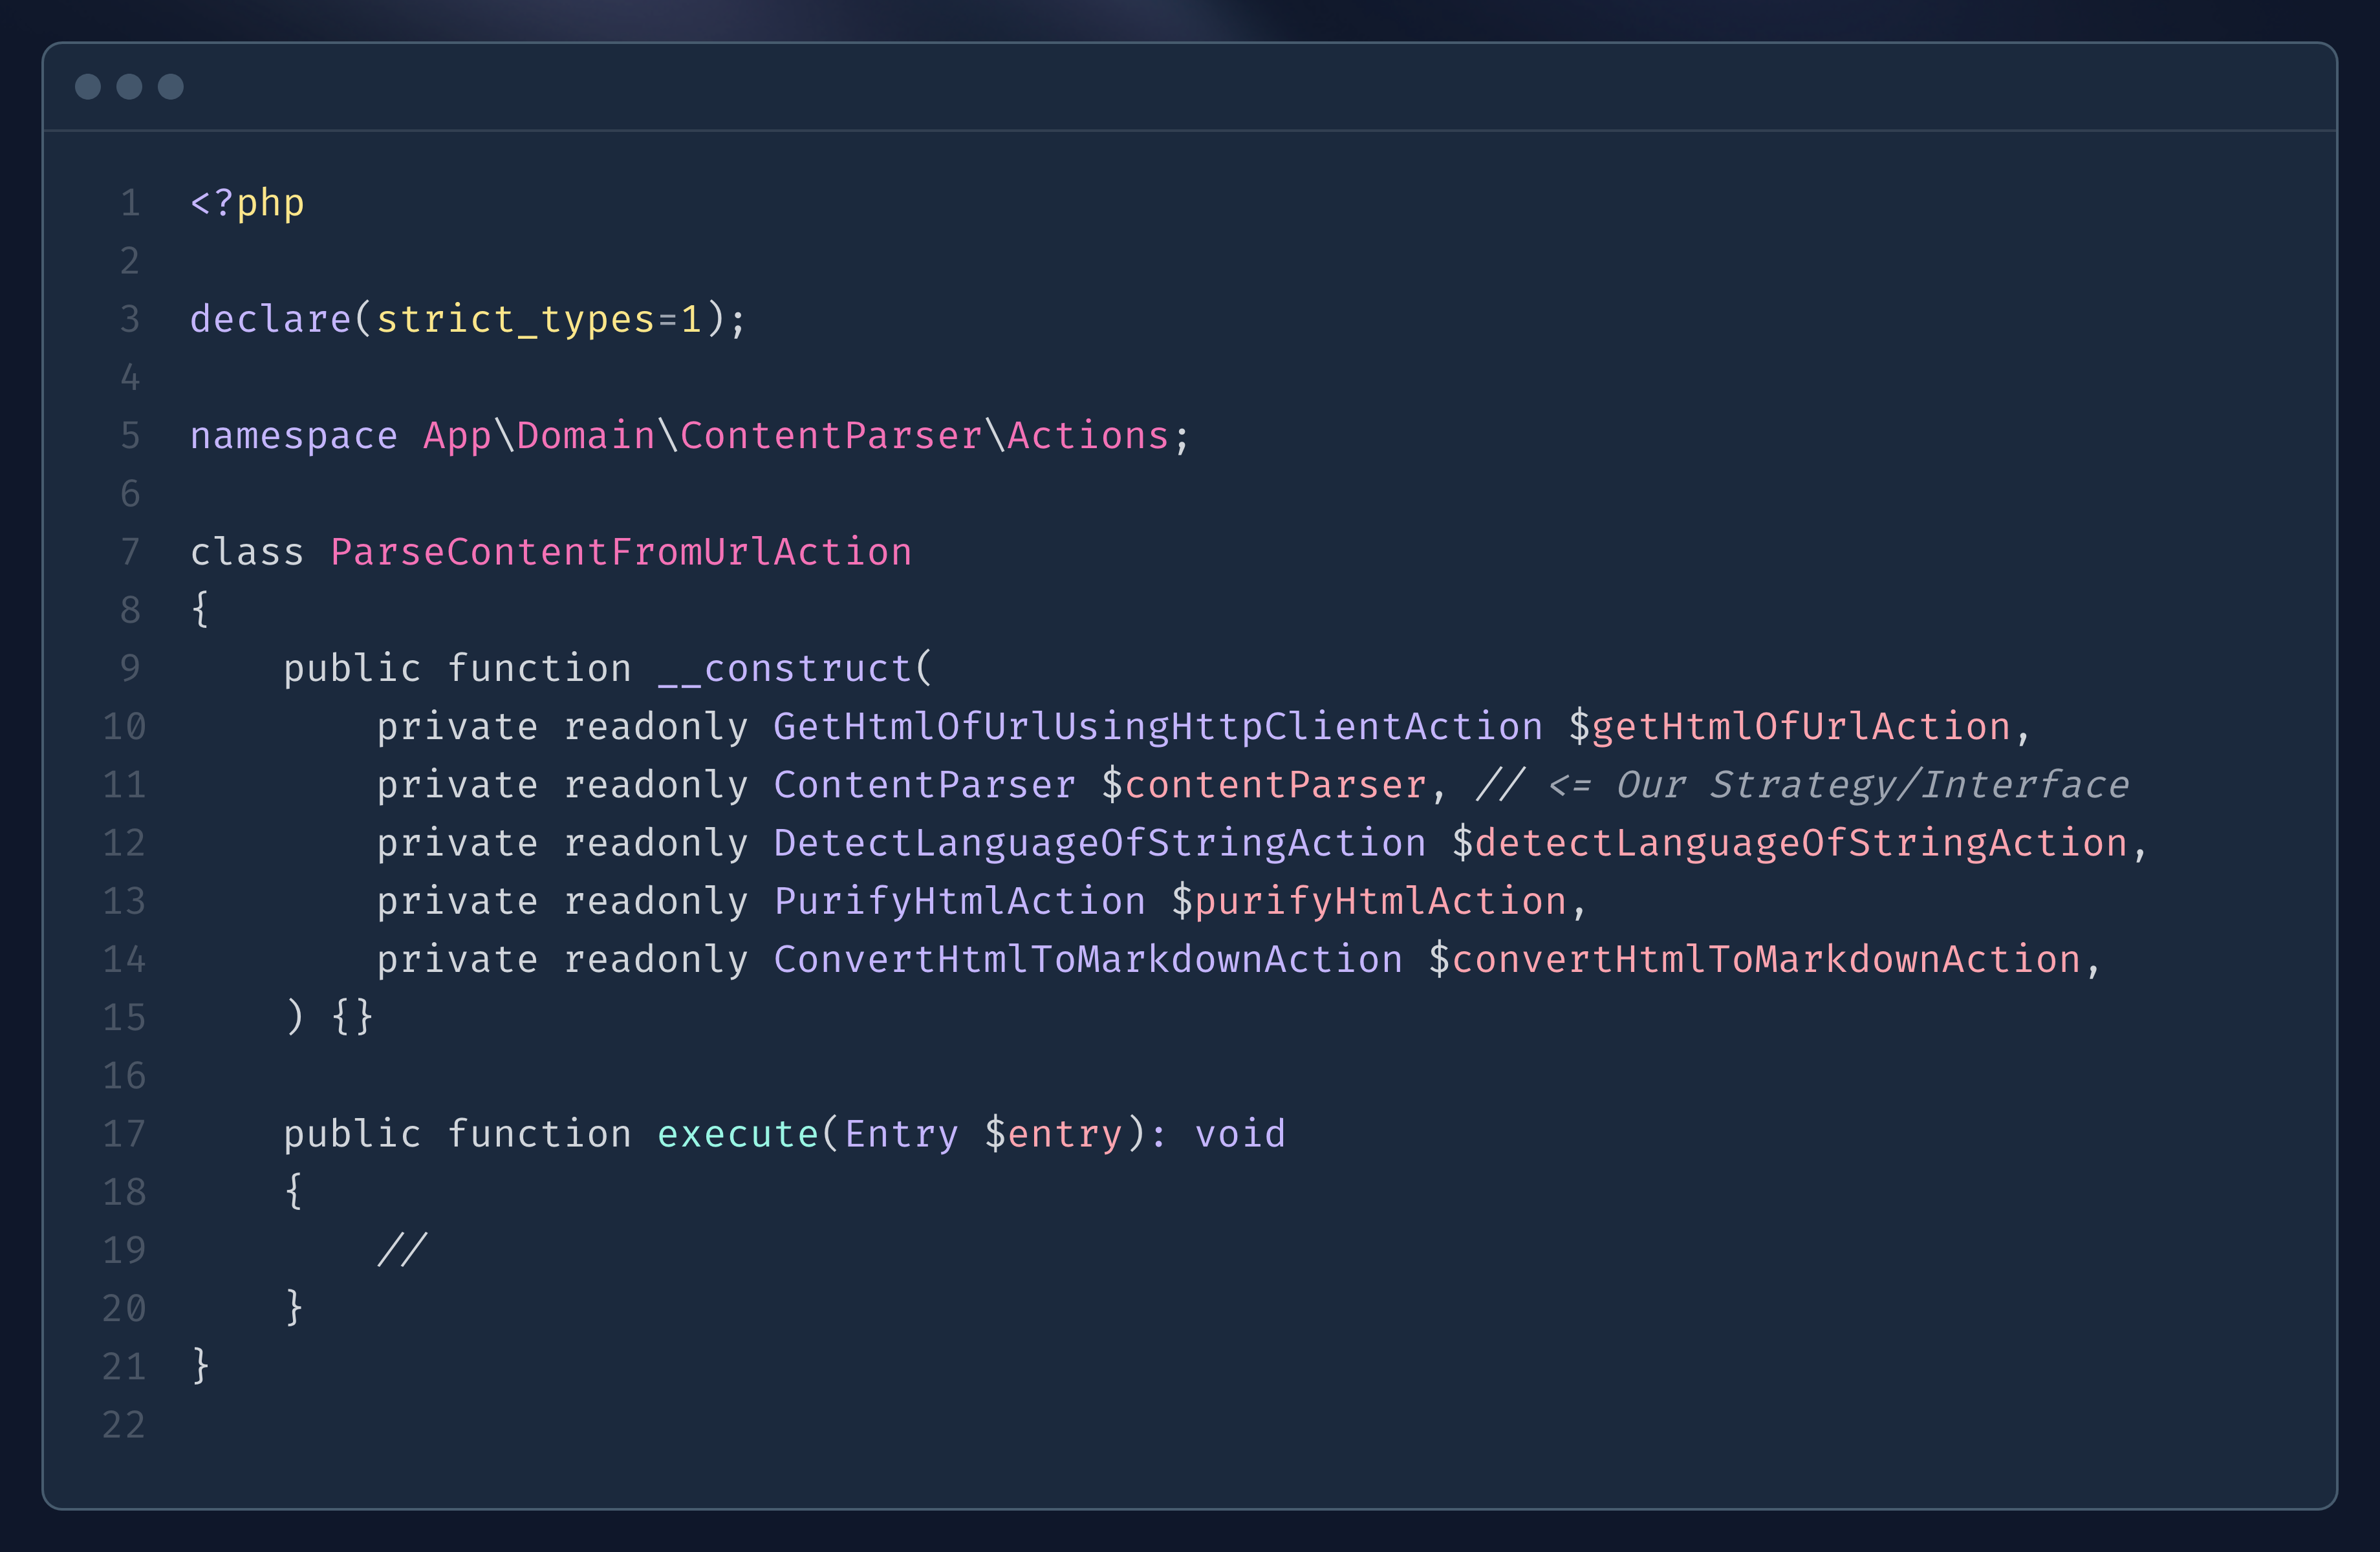 1 <?php
2
3 declare(strict_types=1);
4
5 namespace App\Domain\ContentParser\Actions;
6
7 class ParseContentFromUrlAction
8 {
9     public function __construct(
10         private readonly GetHtmlOfUrlUsingHttpClientAction $getHtmlOfUrlAction,
11         private readonly ContentParser $contentParser, // <= Our Strategy/Interface
12         private readonly DetectLanguageOfStringAction $detectLanguageOfStringAction,
13         private readonly PurifyHtmlAction $purifyHtmlAction,
14         private readonly ConvertHtmlToMarkdownAction $convertHtmlToMarkdownAction,
15     ) {}
16
17     public function execute(Entry $entry): void
18     {
19         //
20     }
21 }
22